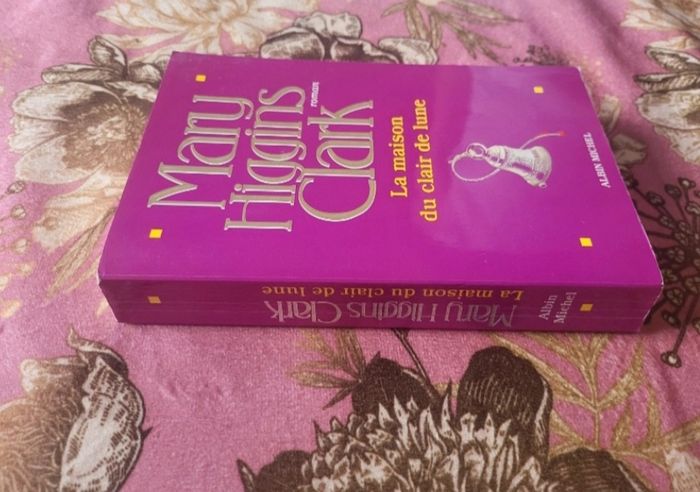 Mary
Higgins
Clark
roman
La maison
du clair de lune
ALBIN MICHEL
Mary Higgins Clark
La maison du clair de lune
Albin
Michel